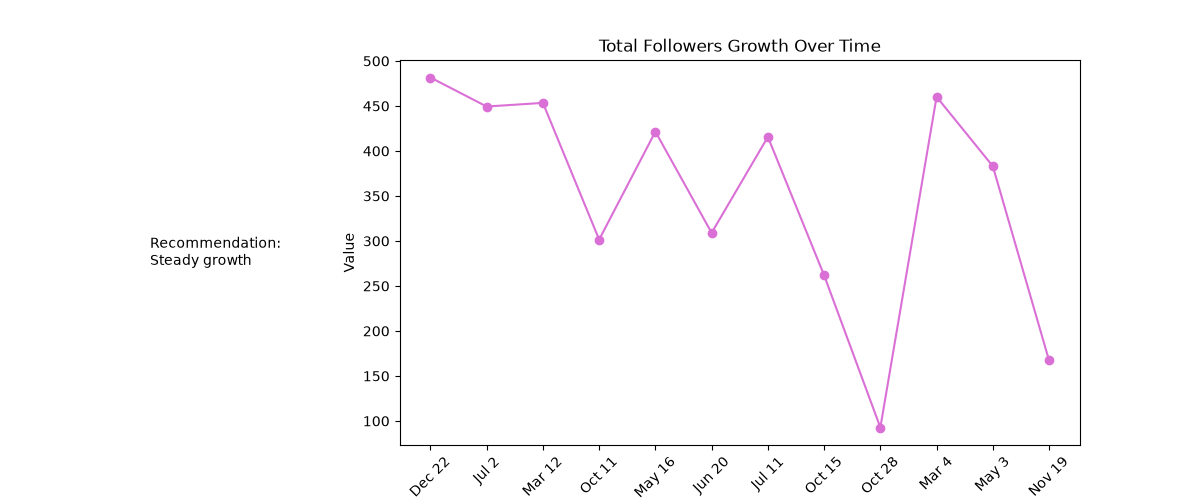 Total Followers Growth Over Time
500
450
400
350
300
250
200
150
100
Value
Recommendation:
Steady growth
Dec 22
Jul 2
Mar 12
Oct 11
May 16
Jun 20
Jul 11
Oct 15
Oct 28
Mar 4
May 3
Nov 19